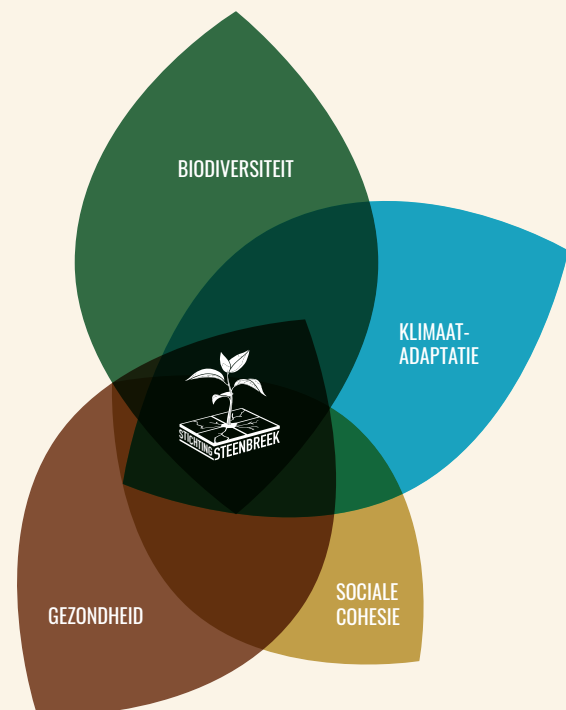 BIODIVERSITEIT
KLIMAAT-
ADAPTATIE
STICHTING STEENBREEK
SOCIALE
COHESIE
GEZONDHEID